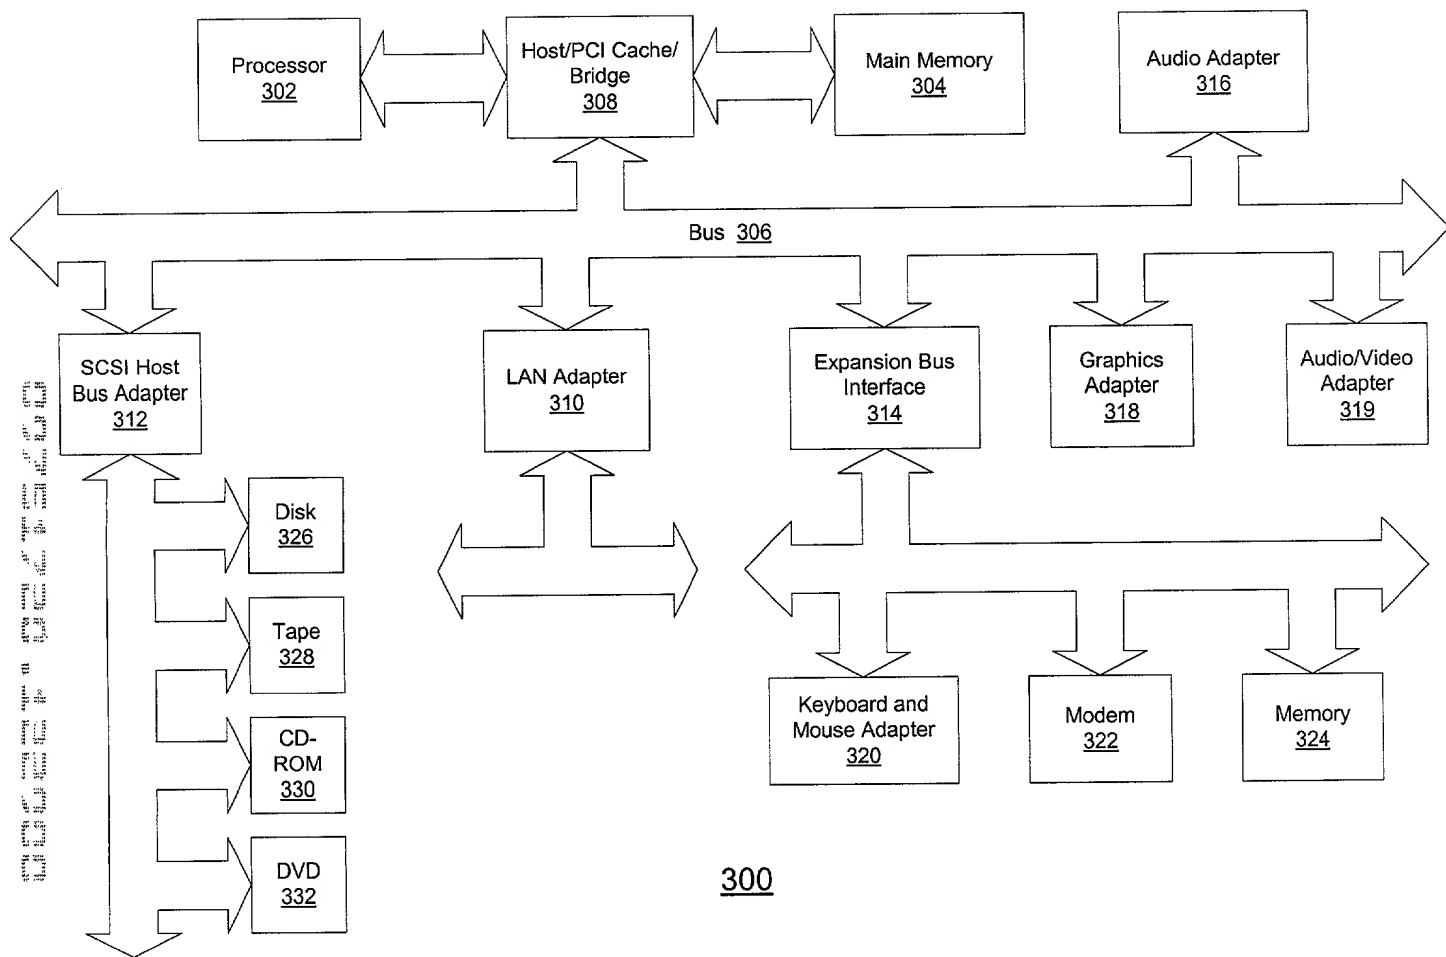 Processor
302
Host/PCI Cache/
Bridge
308
Main Memory
304
Audio Adapter
316
Bus 306
SCSI Host
Bus Adapter
312
LAN Adapter
310
Expansion Bus
Interface
314
Graphics
Adapter
318
Audio/Video
Adapter
319
Disk
326
Tape
328
CD-
ROM
330
DVD
332
Keyboard and
Mouse Adapter
320
Modem
322
Memory
324
300